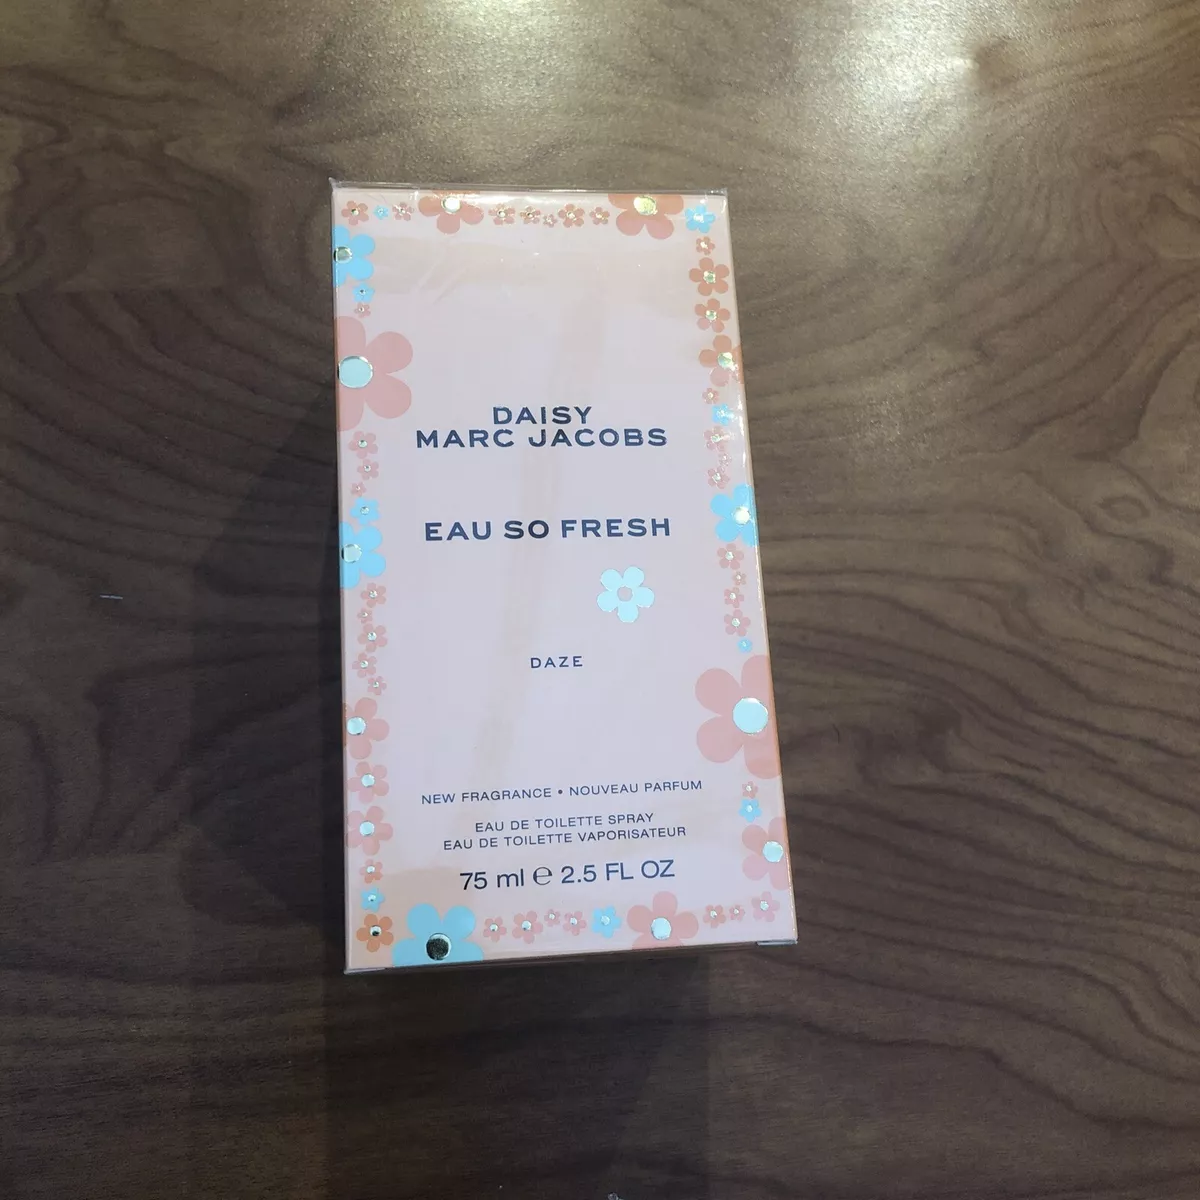 DAISY
MARC JACOBS
EAU SO FRESH
DAZE
NEW FRAGRANCE • NOUVEAU PARFUM
EAU DE TOILETTE SPRAY
EAU DE TOILETTE VAPORISATEUR
75 ml ℮ 2.5 FL OZ